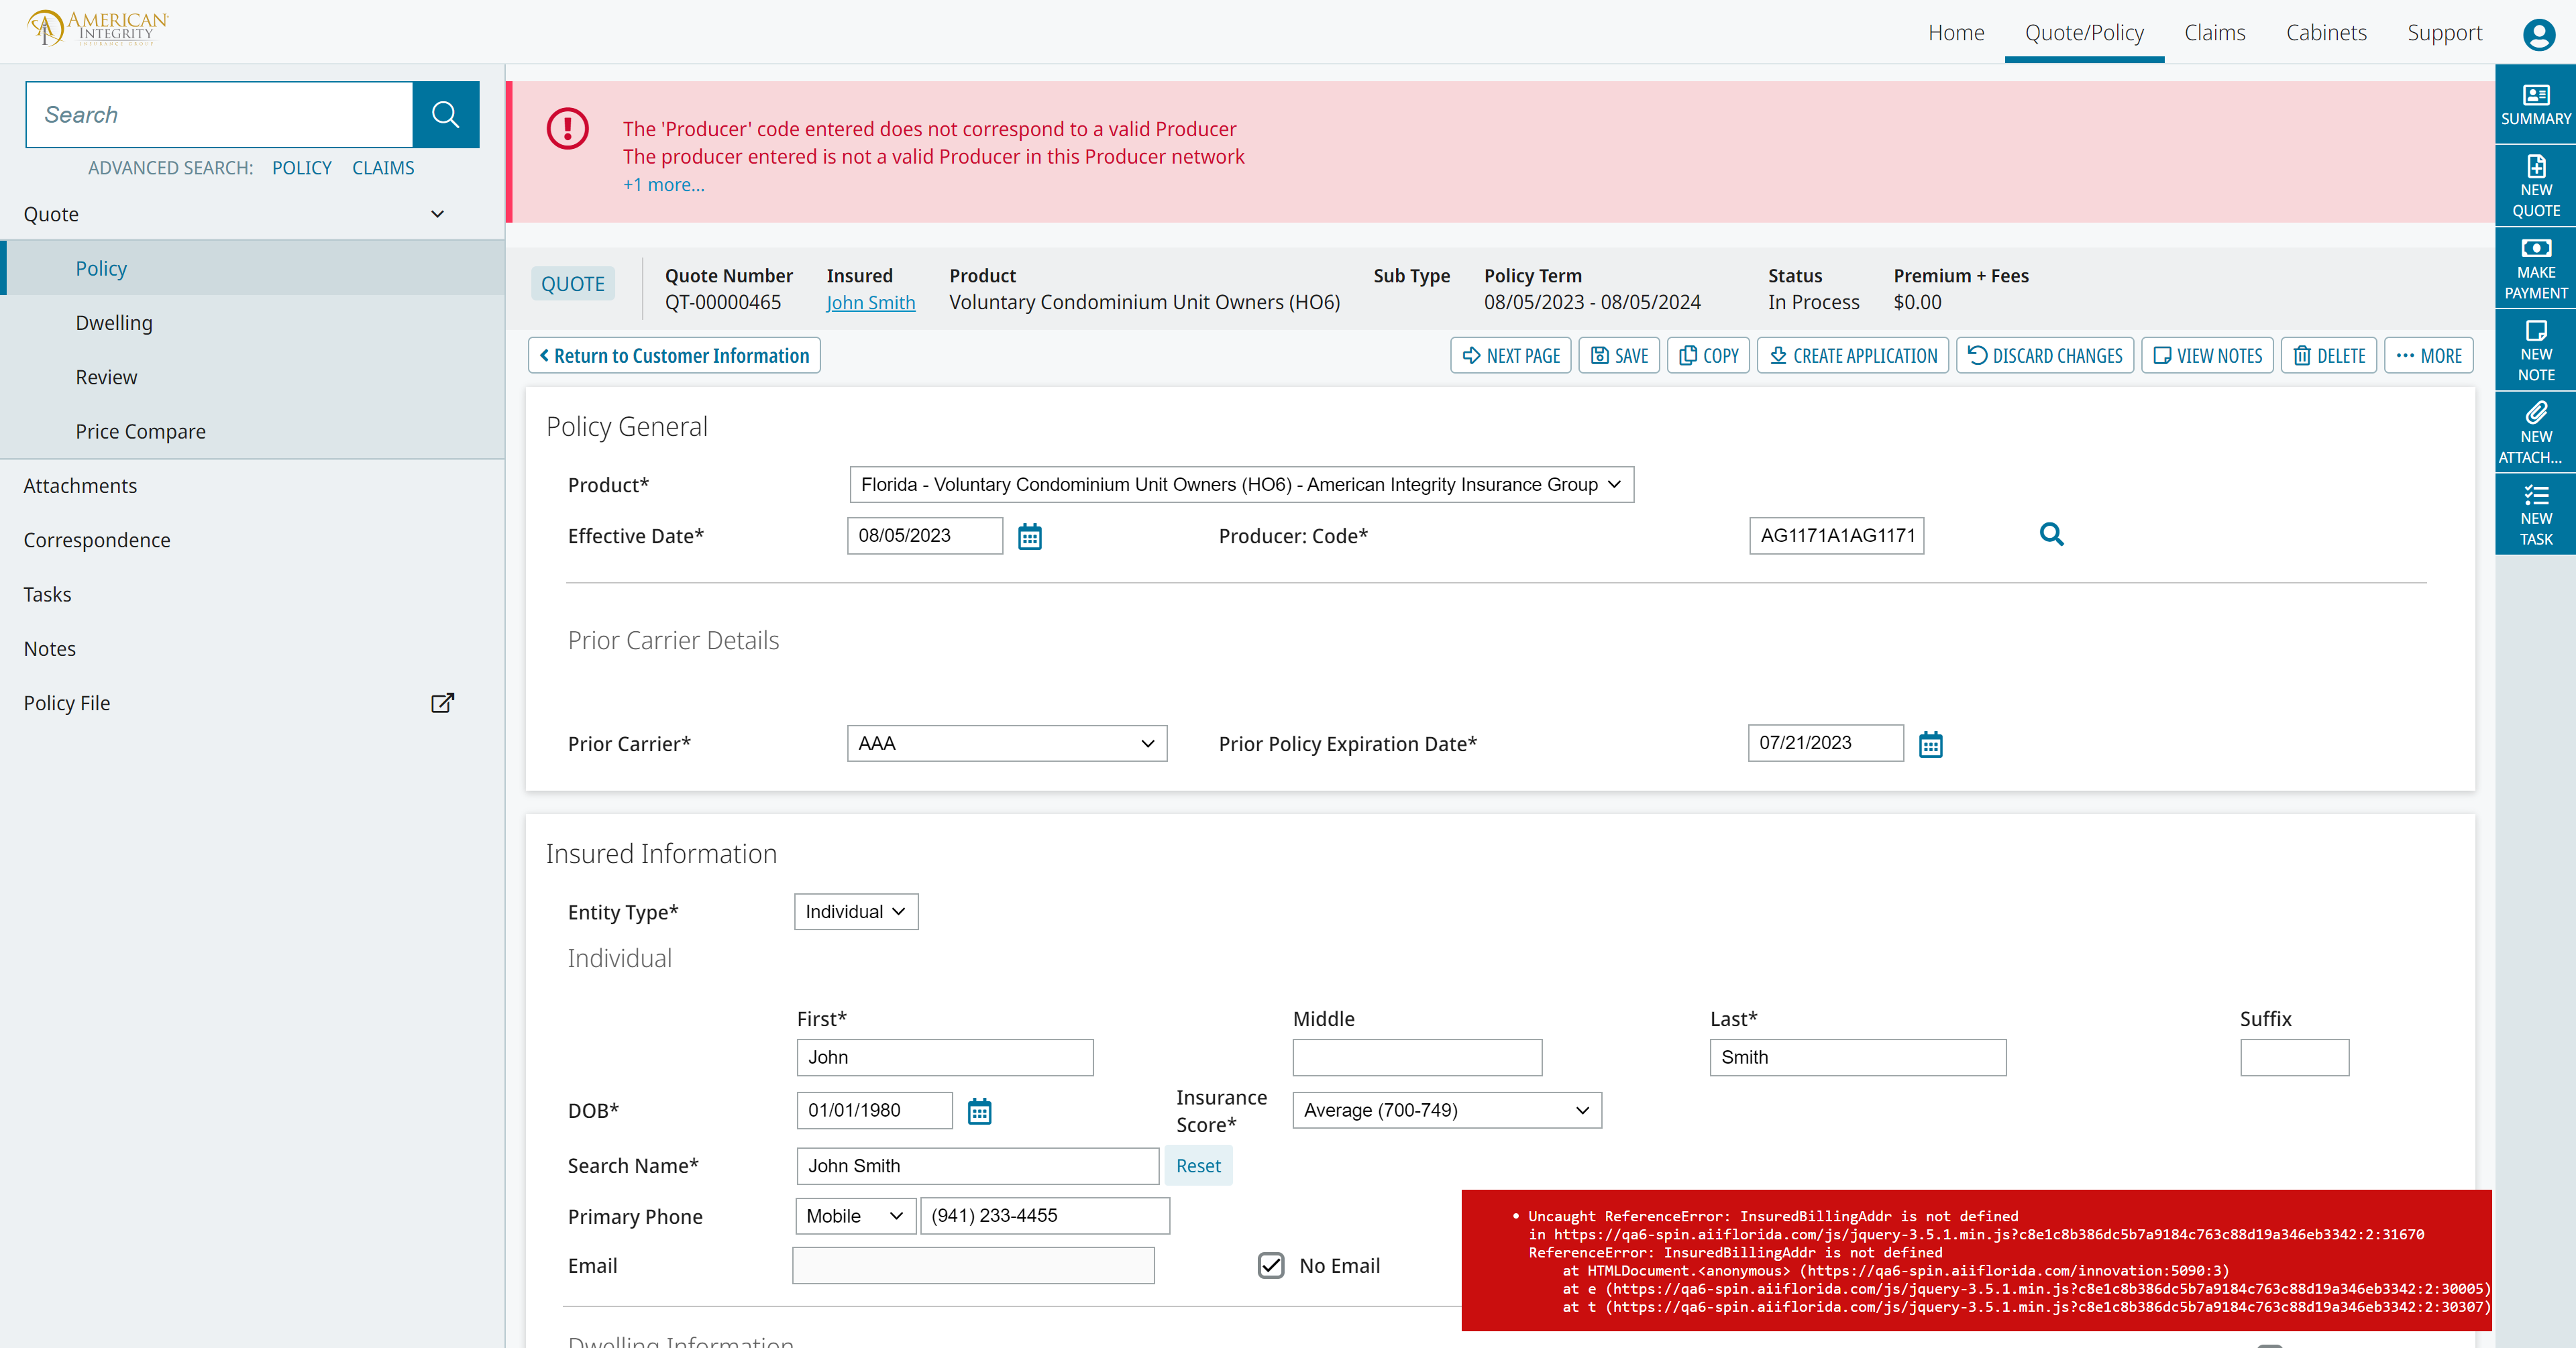 AMERICAN
INTEGRITY
INSURANCE GROUP
Home
Quote/Policy
Claims
Cabinets
Support
Search
ADVANCED SEARCH: POLICY CLAIMS
Quote
Policy
Dwelling
Review
Price Compare
Attachments
Correspondence
Tasks
Notes
Policy File
The 'Producer' code entered does not correspond to a valid Producer
The producer entered is not a valid Producer in this Producer network
+1 more...
QUOTE
Quote Number Insured Product Sub Type Policy Term Status Premium + Fees
QT-00000465 John Smith Voluntary Condominium Unit Owners (HO6) 08/05/2023 - 08/05/2024 In Process $0.00
Return to Customer Information
NEXT PAGE SAVE COPY CREATE APPLICATION DISCARD CHANGES VIEW NOTES DELETE MORE
Policy General
Product* Florida - Voluntary Condominium Unit Owners (HO6) - American Integrity Insurance Group
Effective Date* 08/05/2023 Producer: Code* AG1171A1AG1171
Prior Carrier Details
Prior Carrier* AAA Prior Policy Expiration Date* 07/21/2023
Insured Information
Entity Type* Individual
Individual
First* Middle Last* Suffix
John Smith
DOB* 01/01/1980 Insurance Score* Average (700-749)
Search Name* John Smith Reset
Primary Phone Mobile (941) 233-4455
Email No Email
Dwelling Information
• Uncaught ReferenceError: InsuredBillingAddr is not defined
in https://qa6-spin.aiiflorida.com/js/jquery-3.5.1.min.js?c8e1c8b386dc5b7a9184c763c88d19a346eb3342:2:31670
ReferenceError: InsuredBillingAddr is not defined
at HTMLDocument.<anonymous> (https://qa6-spin.aiiflorida.com/innovation:5090:3)
at e (https://qa6-spin.aiiflorida.com/js/jquery-3.5.1.min.js?c8e1c8b386dc5b7a9184c763c88d19a346eb3342:2:30005)
at t (https://qa6-spin.aiiflorida.com/js/jquery-3.5.1.min.js?c8e1c8b386dc5b7a9184c763c88d19a346eb3342:2:30307)
SUMMARY
NEW
QUOTE
MAKE
PAYMENT
NEW
NOTE
NEW
ATTACH...
NEW
TASK